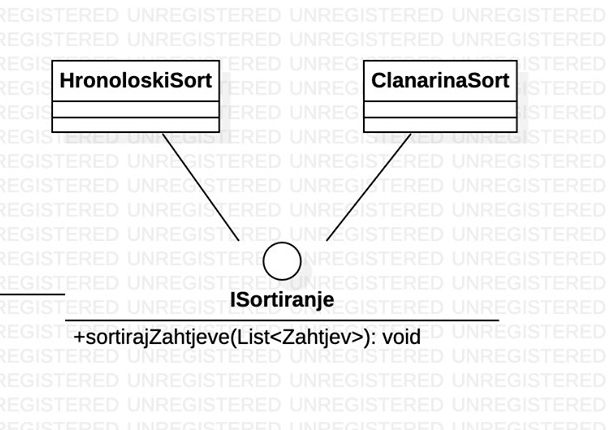 HronoloskiSort
ClanarinaSort
ISortiranje
+sortirajZahtjeve(List<Zahtjev>): void